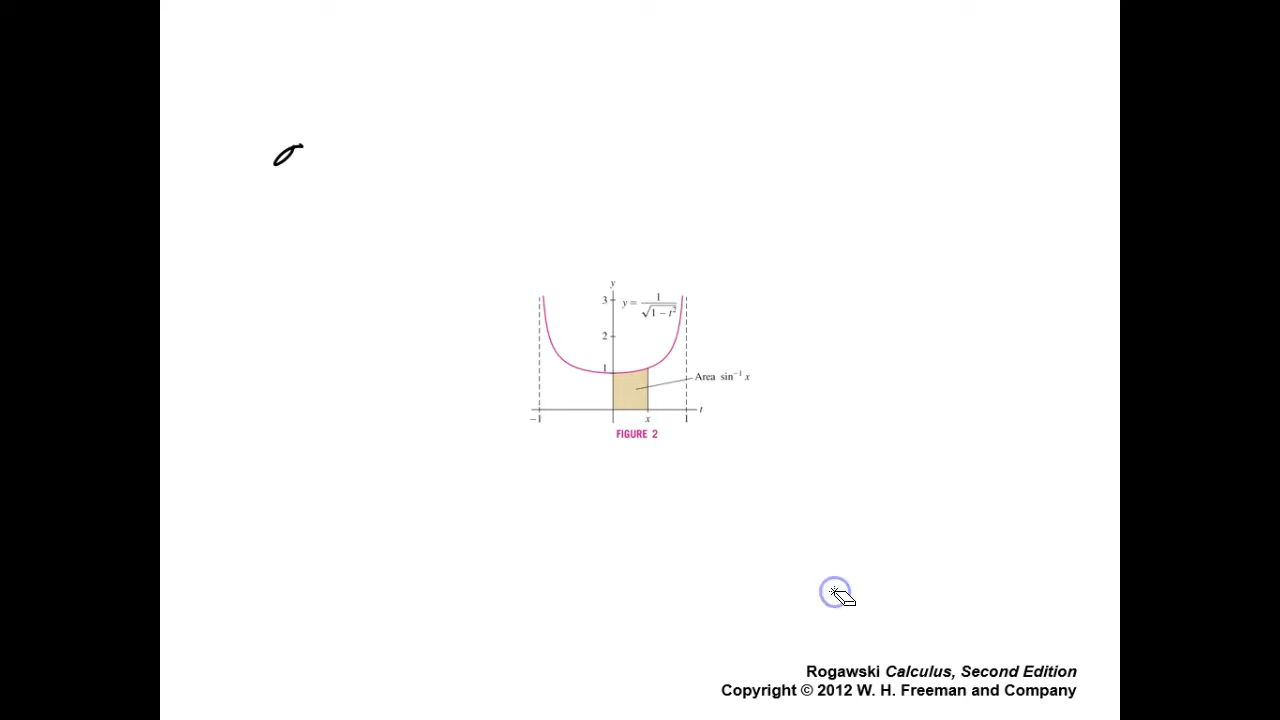 y
3
y = 1/√(1 − t²)
2
1
Area sin⁻¹ x
−1
x
1
t
FIGURE 2
Rogawski Calculus, Second Edition
Copyright © 2012 W. H. Freeman and Company